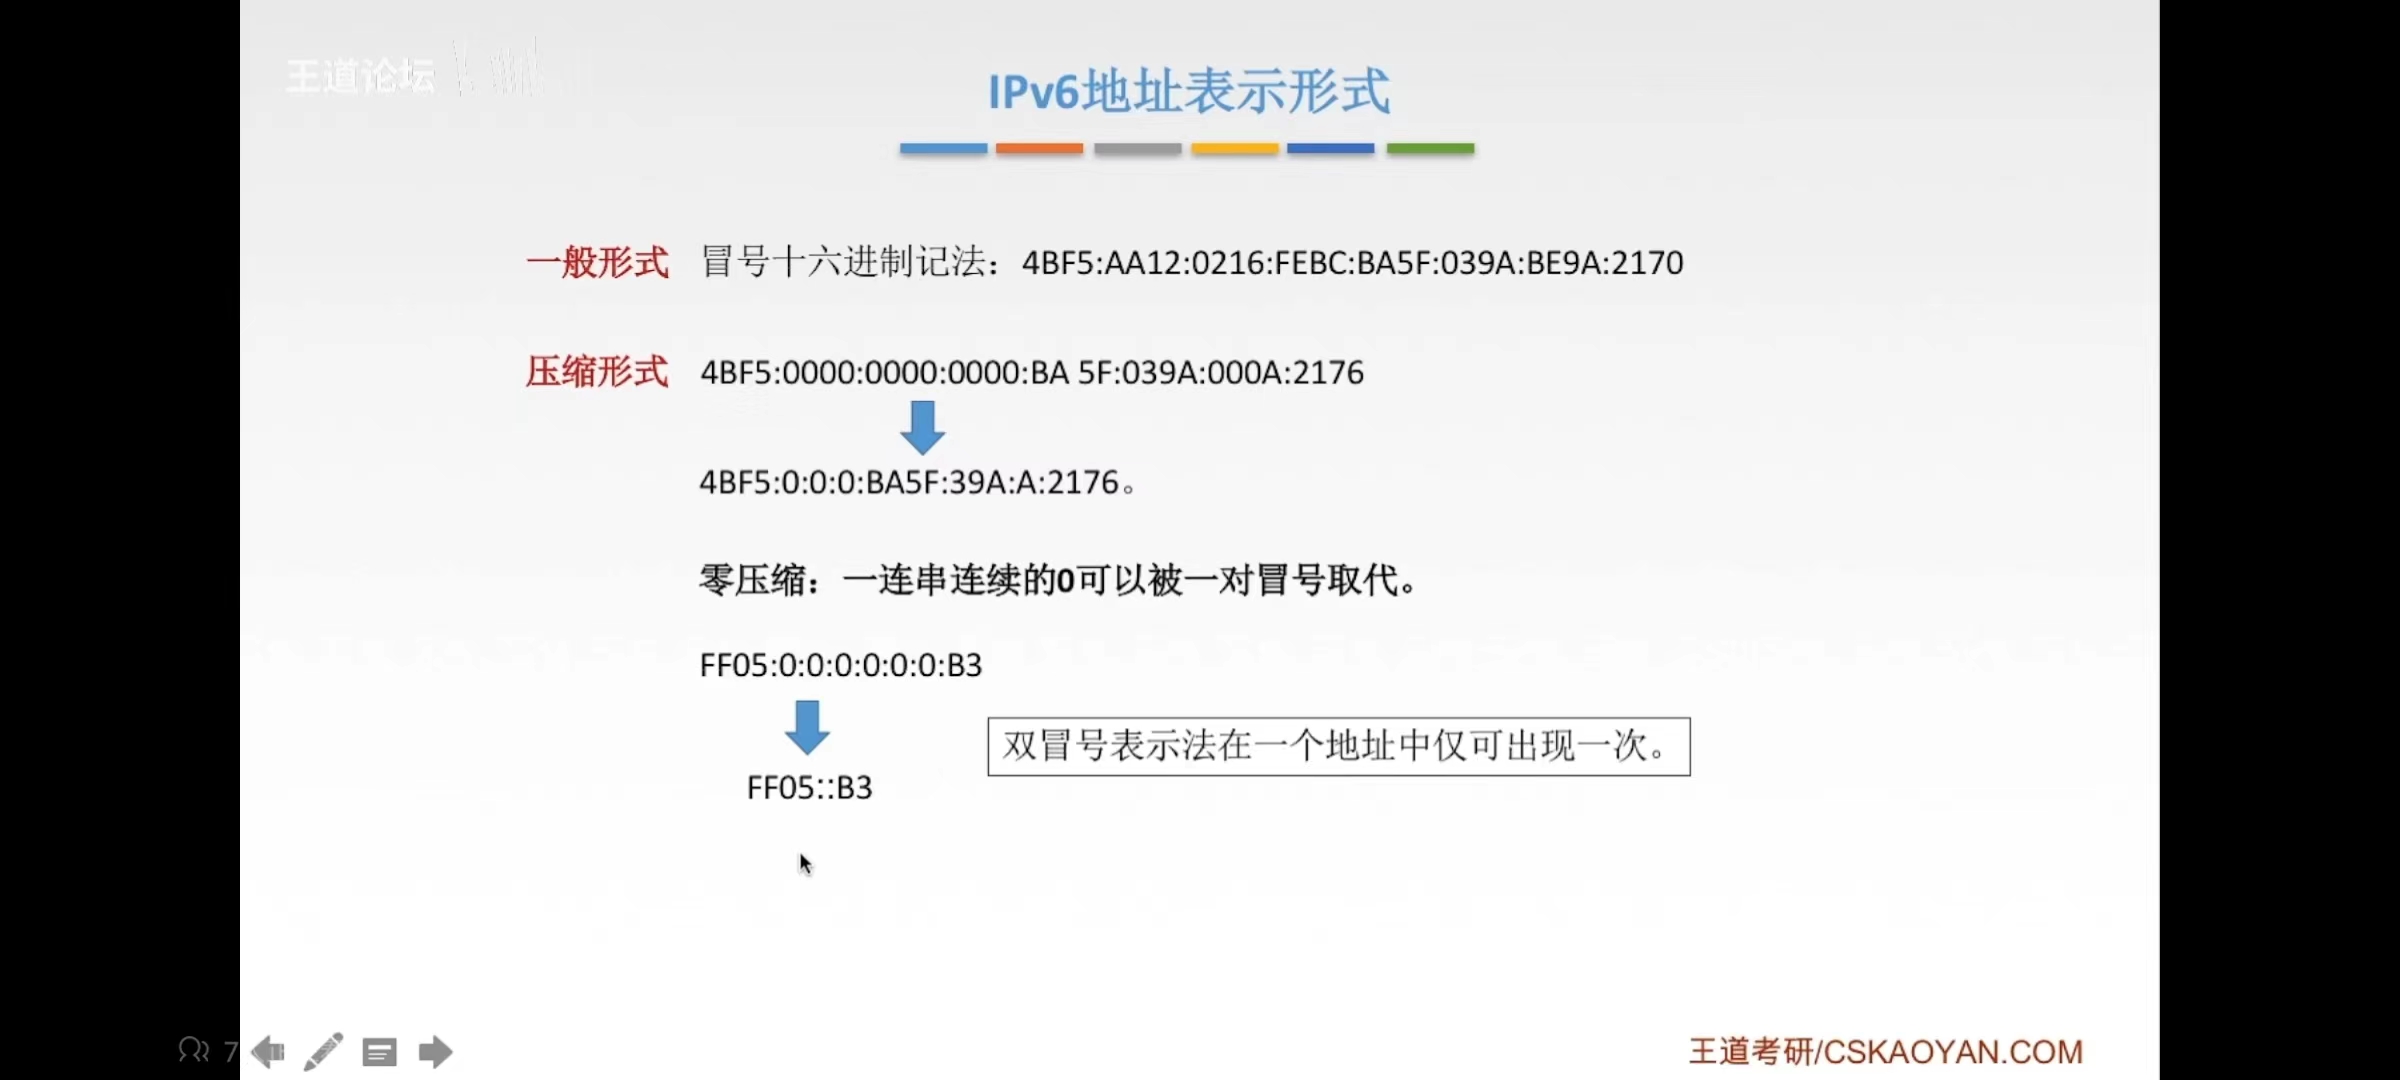 王道论坛
IPv6地址表示形式
一般形式 冒号十六进制记法：4BF5:AA12:0216:FEBC:BA5F:039A:BE9A:2170
压缩形式 4BF5:0000:0000:0000:BA 5F:039A:000A:2176
4BF5:0:0:0:BA5F:39A:A:2176。
零压缩：一连串连续的0可以被一对冒号取代。
FF05:0:0:0:0:0:0:B3
双冒号表示法在一个地址中仅可出现一次。
FF05::B3
7
王道考研/CSKAOYAN.COM